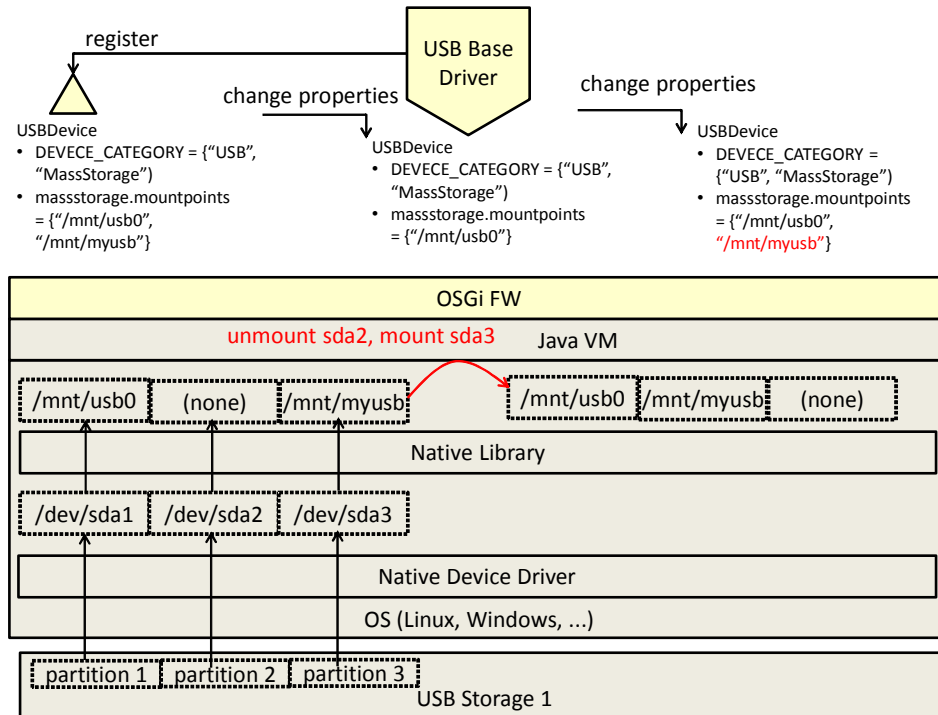 register
USB Base
Driver
change properties
change properties
USBDevice
• DEVECE_CATEGORY = {“USB”,
“MassStorage”)
• massstorage.mountpoints
= {“/mnt/usb0”,
“/mnt/myusb”}
USBDevice
• DEVECE_CATEGORY = {“USB”,
“MassStorage”)
• massstorage.mountpoints
= {“/mnt/usb0”}
USBDevice
• DEVECE_CATEGORY =
{“USB”, “MassStorage”)
• massstorage.mountpoints
= {“/mnt/usb0”,
“/mnt/myusb”}
OSGi FW
unmount sda2, mount sda3
Java VM
/mnt/usb0 (none) /mnt/myusb
/mnt/usb0 /mnt/myusb (none)
Native Library
/dev/sda1 /dev/sda2 /dev/sda3
Native Device Driver
OS (Linux, Windows, ...)
partition 1 partition 2 partition 3
USB Storage 1